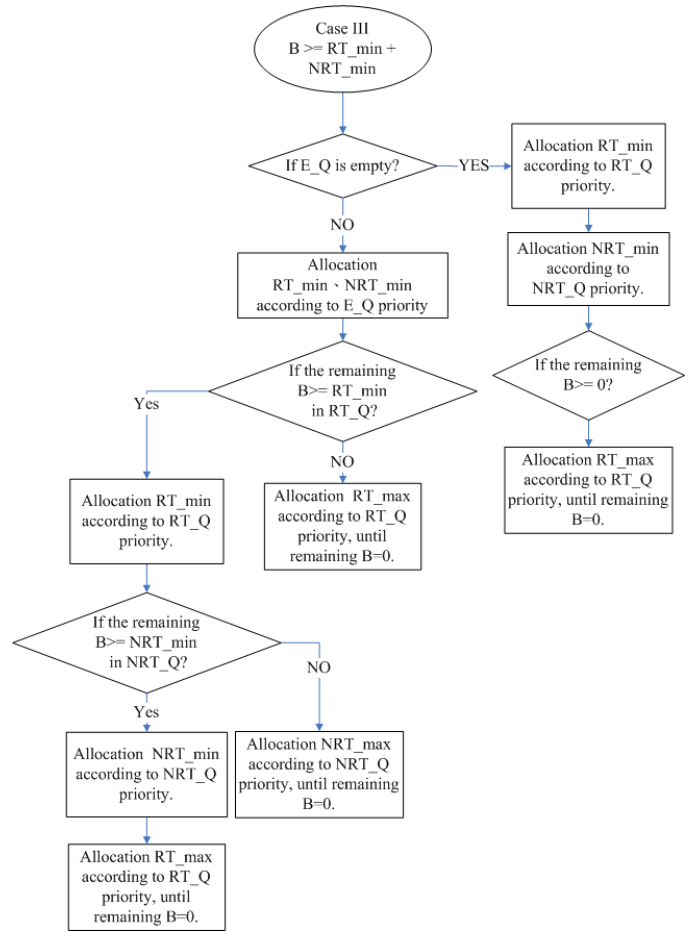 Case III
B >= RT_min +
NRT_min
If E_Q is empty?
YES
Allocation RT_min
according to RT_Q
priority.
NO
Allocation
RT_min、NRT_min
according to E_Q priority
Allocation NRT_min
according to
NRT_Q priority.
If the remaining
B>= RT_min
in RT_Q?
If the remaining
B>= 0?
Yes
NO
Allocation RT_min
according to RT_Q
priority.
Allocation RT_max
according to RT_Q
priority, until
remaining B=0.
Allocation RT_max
according to RT_Q
priority, until remaining
B=0.
If the remaining
B>= NRT_min
in NRT_Q?
NO
Yes
Allocation NRT_min
according to NRT_Q
priority.
Allocation NRT_max
according to NRT_Q
priority, until remaining
B=0.
Allocation RT_max
according to RT_Q
priority, until
remaining B=0.